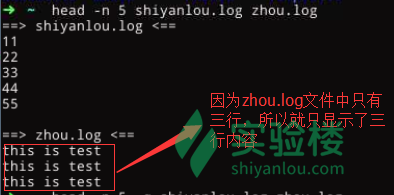 ➜ ~ head -n 5 shiyanlou.log zhou.log
==> shiyanlou.log <==
11
22
33
44
55
==> zhou.log <==
this is test
this is test
this is test
因为zhou.log文件中只有
三行，所以就只显示了三
行内容
实验楼
shiyanlou.com